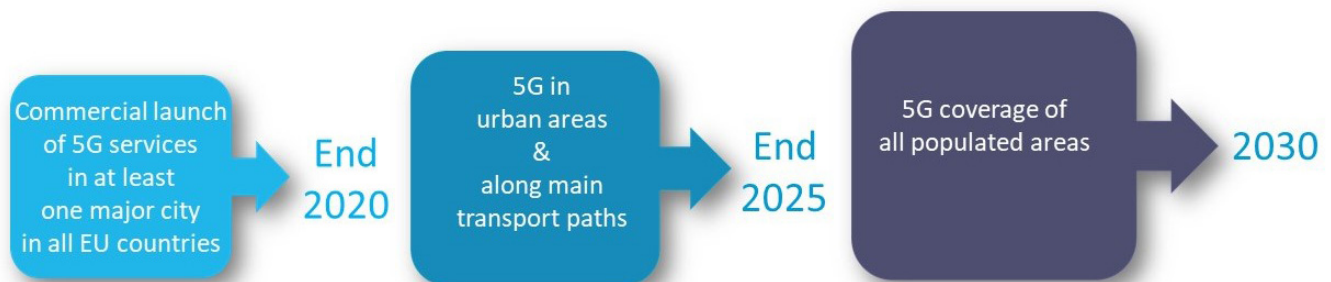 Commercial launch
of 5G services
in at least
one major city
in all EU countries
End
2020
5G in
urban areas
&
along main
transport paths
End
2025
5G coverage of
all populated areas
2030